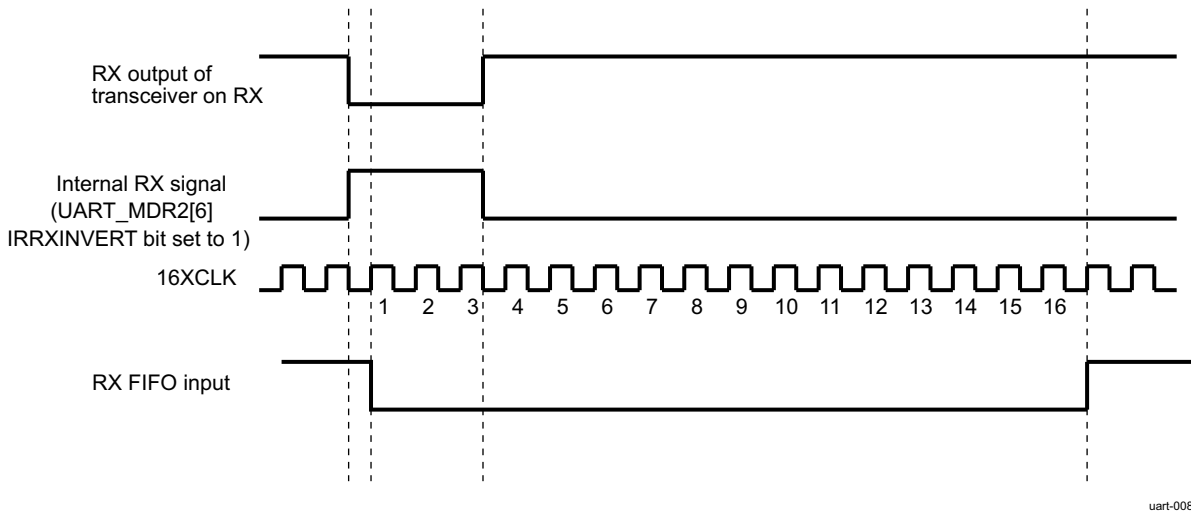 RX output of
transceiver on RX
Internal RX signal
(UART_MDR2[6]
IRRXINVERT bit set to 1)
16XCLK
1 2 3 4 5 6 7 8 9 10 11 12 13 14 15 16
RX FIFO input
uart-008